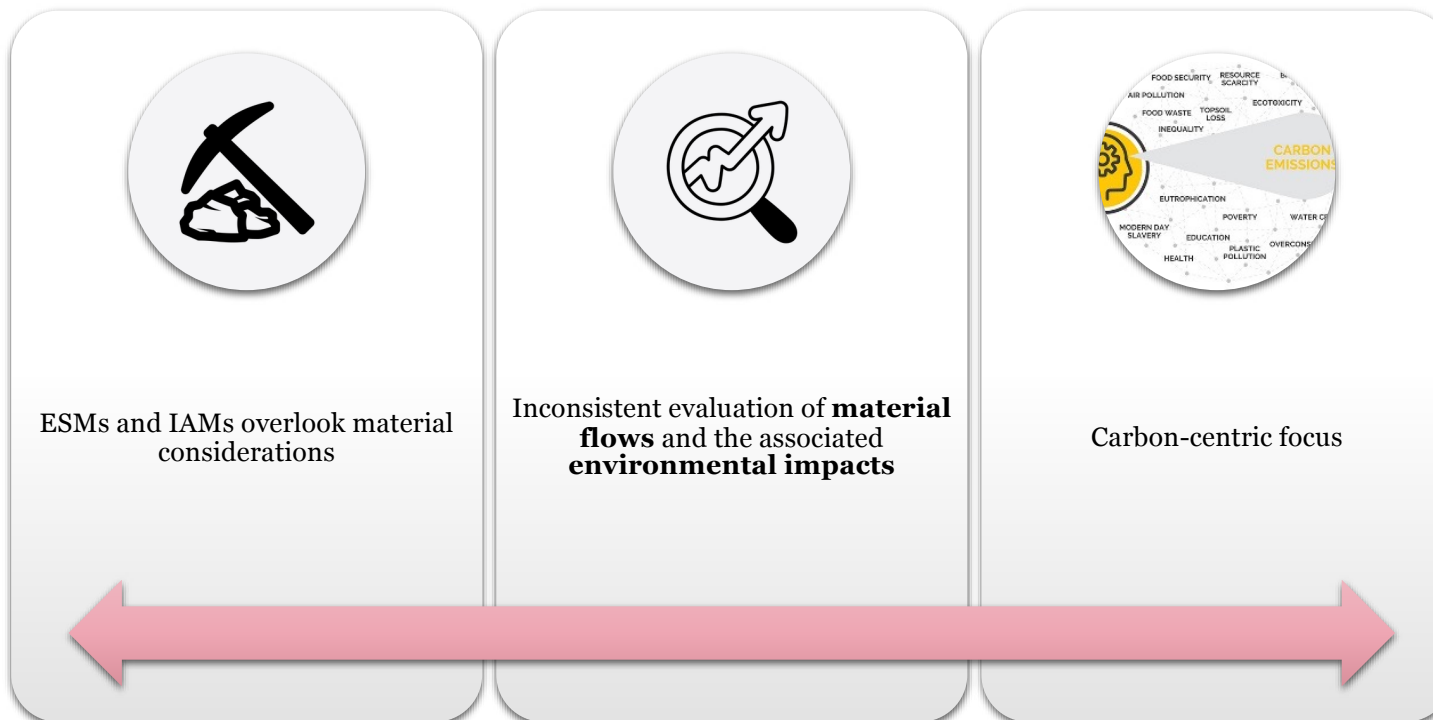 ESMs and IAMs overlook material
considerations
Inconsistent evaluation of material
flows and the associated
environmental impacts
FOOD SECURITY
RESOURCE
SCARCITY
AIR POLLUTION
ECOTOXICITY
FOOD WASTE
TOPSOIL
LOSS
INEQUALITY
CARBON
EMISSIONS
EUTROPHICATION
POVERTY
WATER
MODERN DAY
SLAVERY
EDUCATION
PLASTIC
POLLUTION
HEALTH
Carbon-centric focus